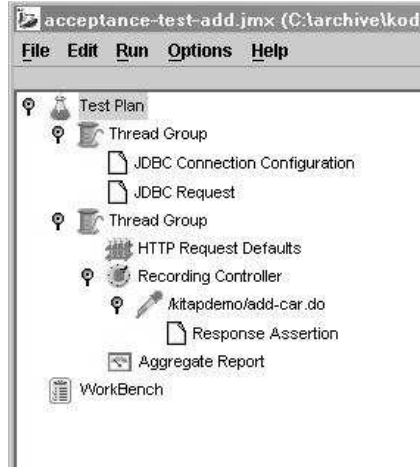 acceptance-test-add.jmx (C:\archive\kod
File Edit Run Options Help
Test Plan
Thread Group
JDBC Connection Configuration
JDBC Request
Thread Group
HTTP Request Defaults
Recording Controller
/kitapdemo/add-car.do
Response Assertion
Aggregate Report
WorkBench